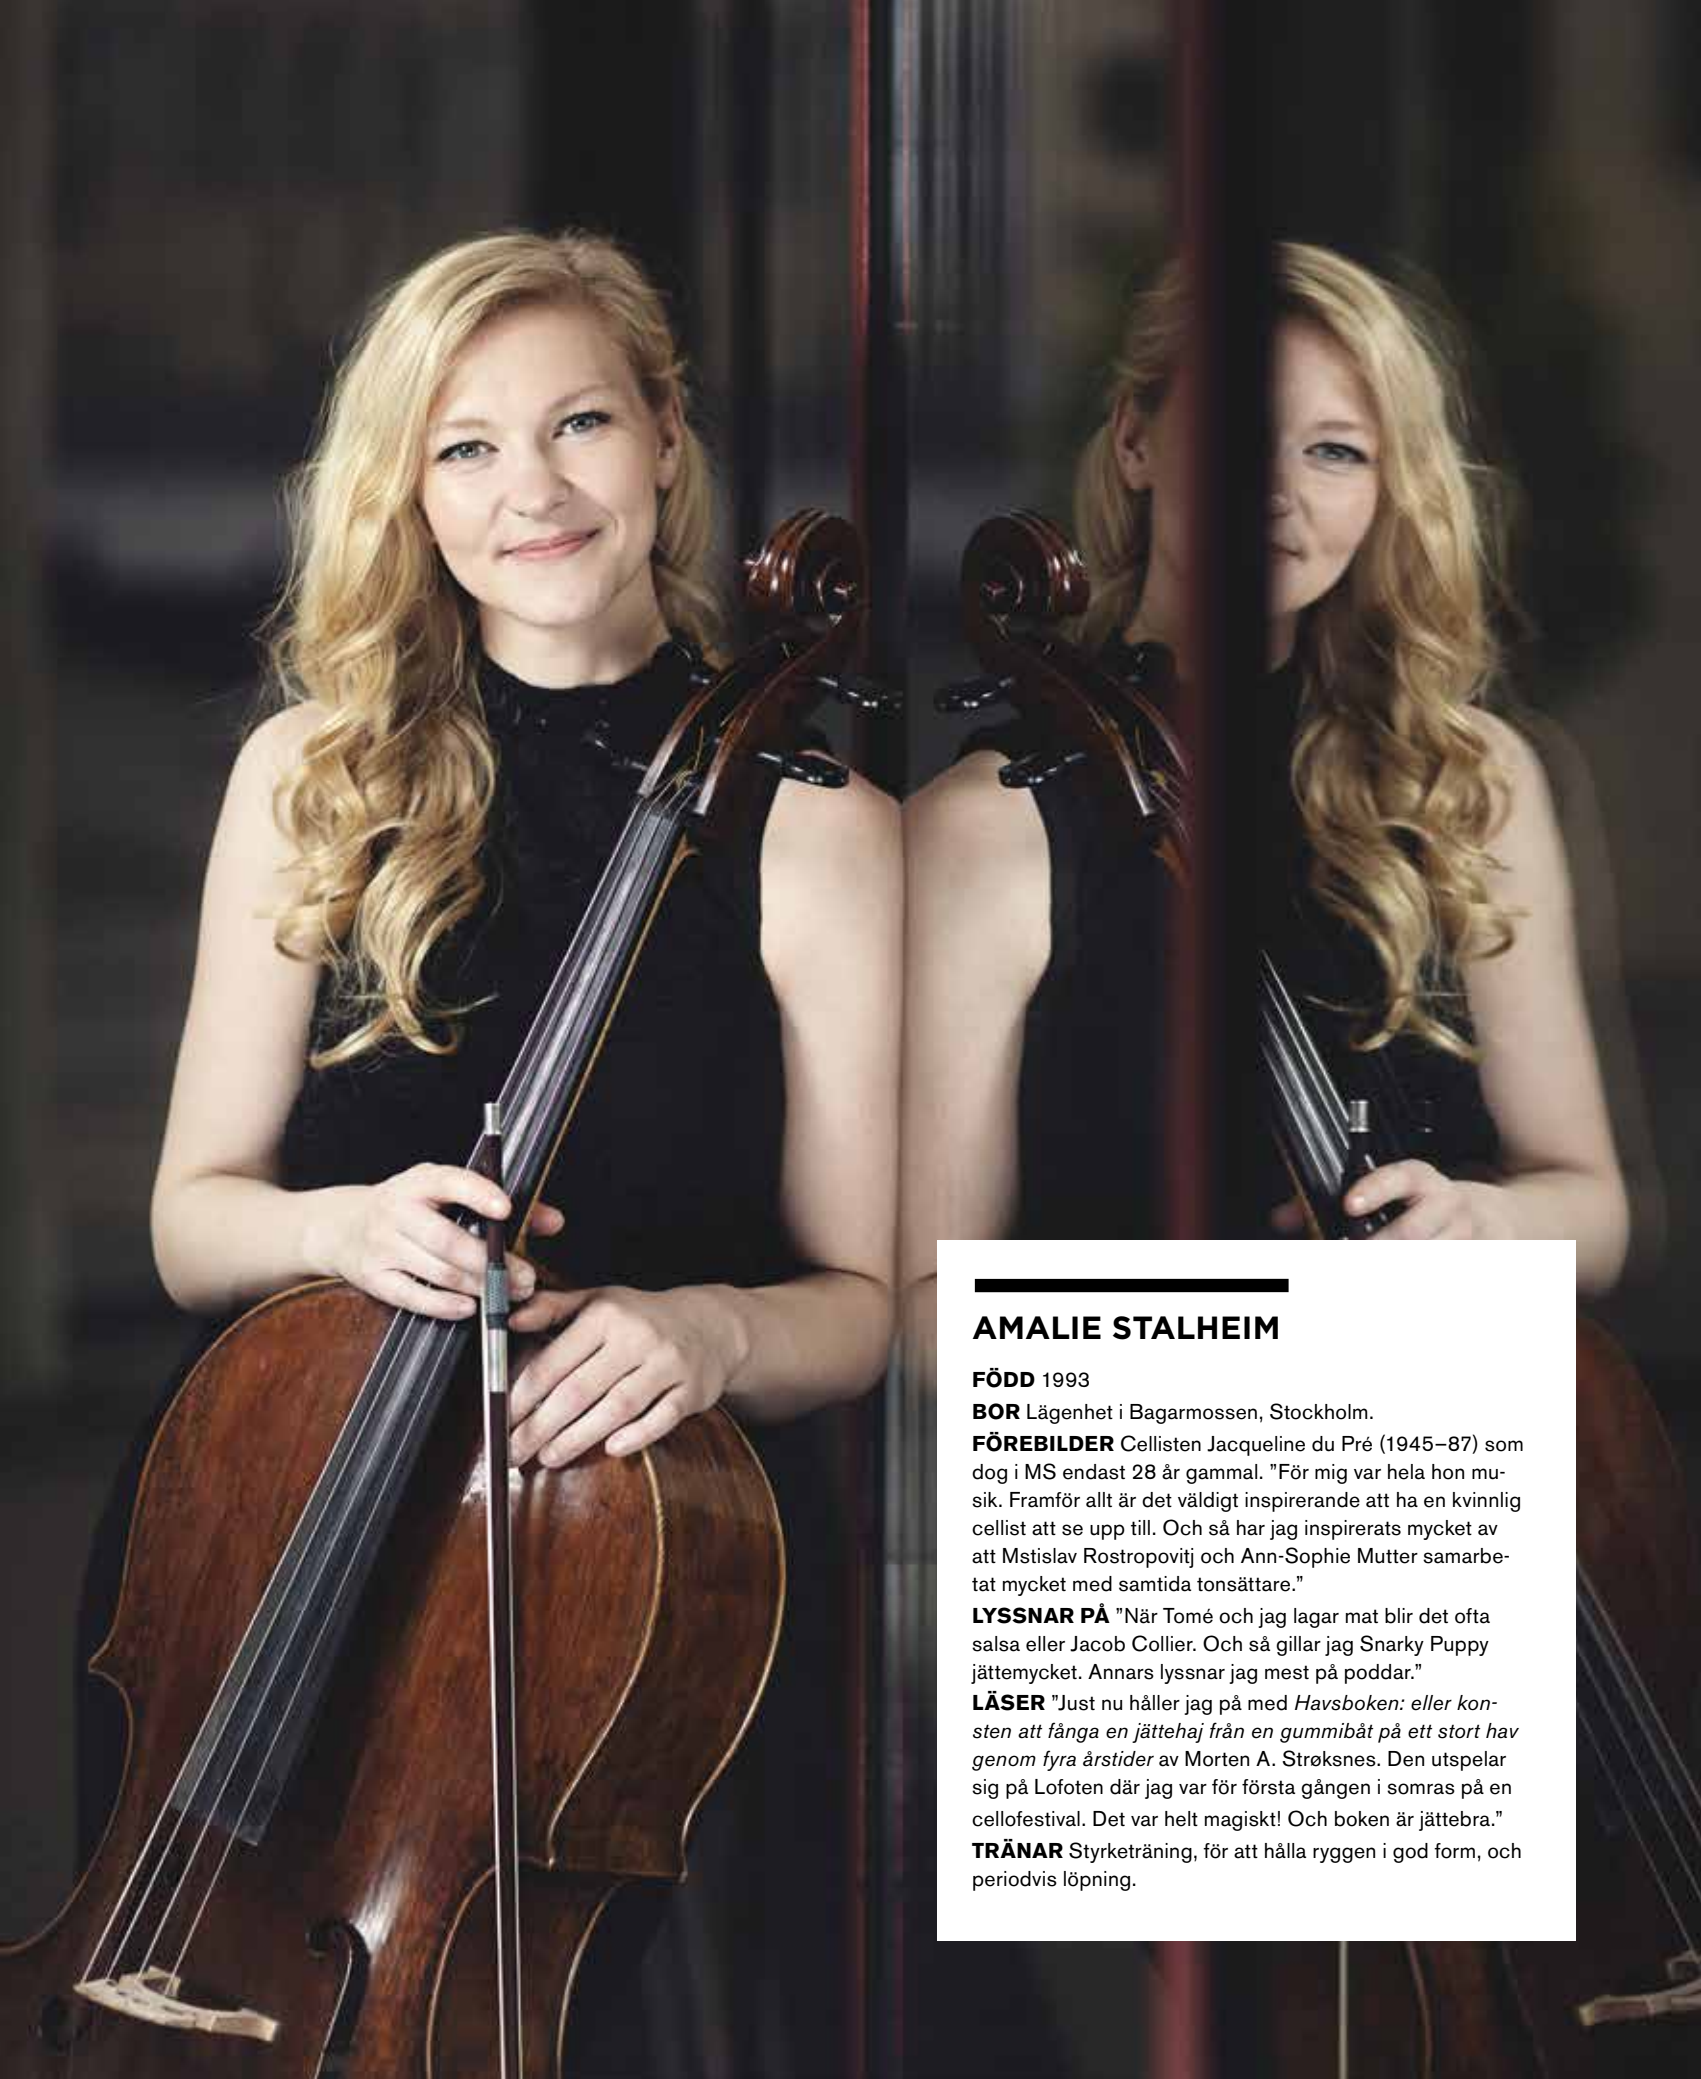 AMALIE STALHEIM
FÖDD 1993
BOR Lägenhet i Bagarmossen, Stockholm.
FÖREBILDER Cellisten Jacqueline du Pré (1945–87) som
dog i MS endast 28 år gammal. ”För mig var hela hon mu-
sik. Framför allt är det väldigt inspirerande att ha en kvinnlig
cellist att se upp till. Och så har jag inspirerats mycket av
att Mstislav Rostropovitj och Ann-Sophie Mutter samarbe-
tat mycket med samtida tonsättare.”
LYSSNAR PÅ ”När Tomé och jag lagar mat blir det ofta
salsa eller Jacob Collier. Och så gillar jag Snarky Puppy
jättemycket. Annars lyssnar jag mest på poddar.”
LÄSER ”Just nu håller jag på med Havsboken: eller kon-
sten att fånga en jättehaj från en gummibåt på ett stort hav
genom fyra årstider av Morten A. Strøksnes. Den utspelar
sig på Lofoten där jag var för första gången i somras på en
cellofestival. Det var helt magiskt! Och boken är jättebra.”
TRÄNAR Styrketräning, för att hålla ryggen i god form, och
periodvis löpning.